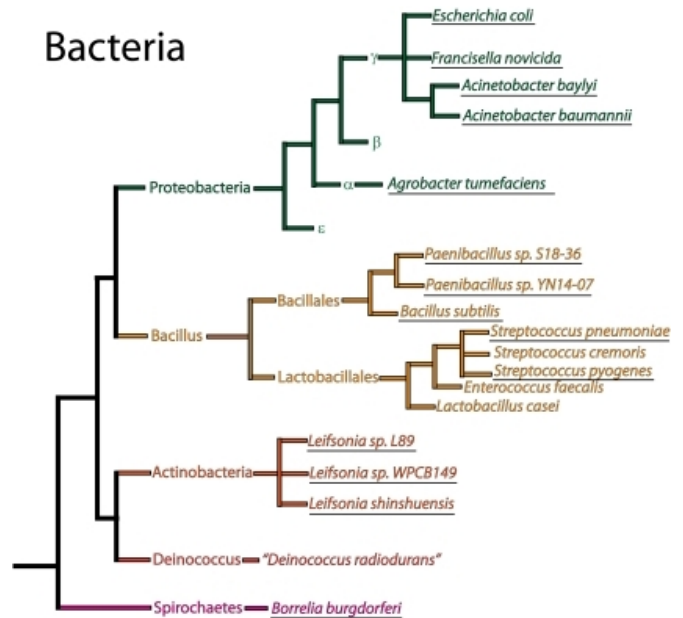 Bacteria
Escherichia coli
γ
Francisella novicida
Acinetobacter baylyi
Acinetobacter baumannii
β
Proteobacteria
α
Agrobacter tumefaciens
ε
Paenibacillus sp. S18-36
Paenibacillus sp. YN14-07
Bacillales
Bacillus subtilis
Bacillus
Streptococcus pneumoniae
Streptococcus cremoris
Streptococcus pyogenes
Lactobacillales
Enterococcus faecalis
Lactobacillus casei
Leifsonia sp. L89
Actinobacteria
Leifsonia sp. WPCB149
Leifsonia shinshuensis
Deinococcus
"Deinococcus radiodurans"
Spirochaetes
Borrelia burgdorferi